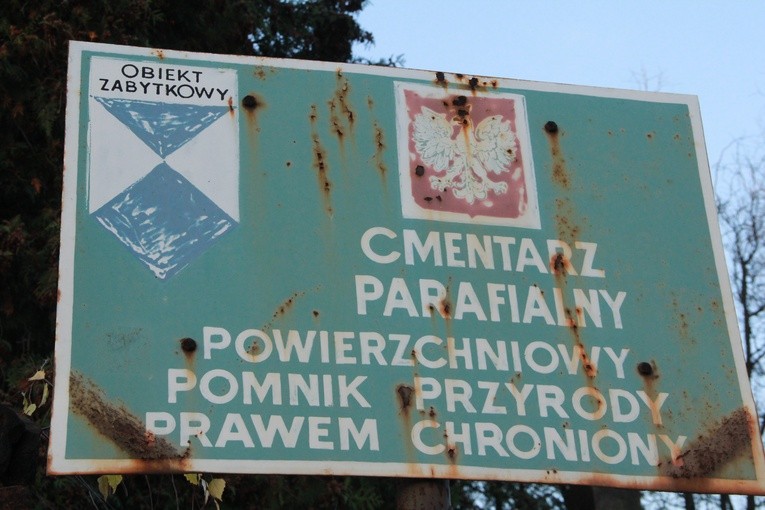 OBIEKT
ZABYTKOWY
CMENTARZ
PARAFIALNY
POWIERZCHNIOWY
POMNIK PRZYRODY
PRAWEM CHRONIONY